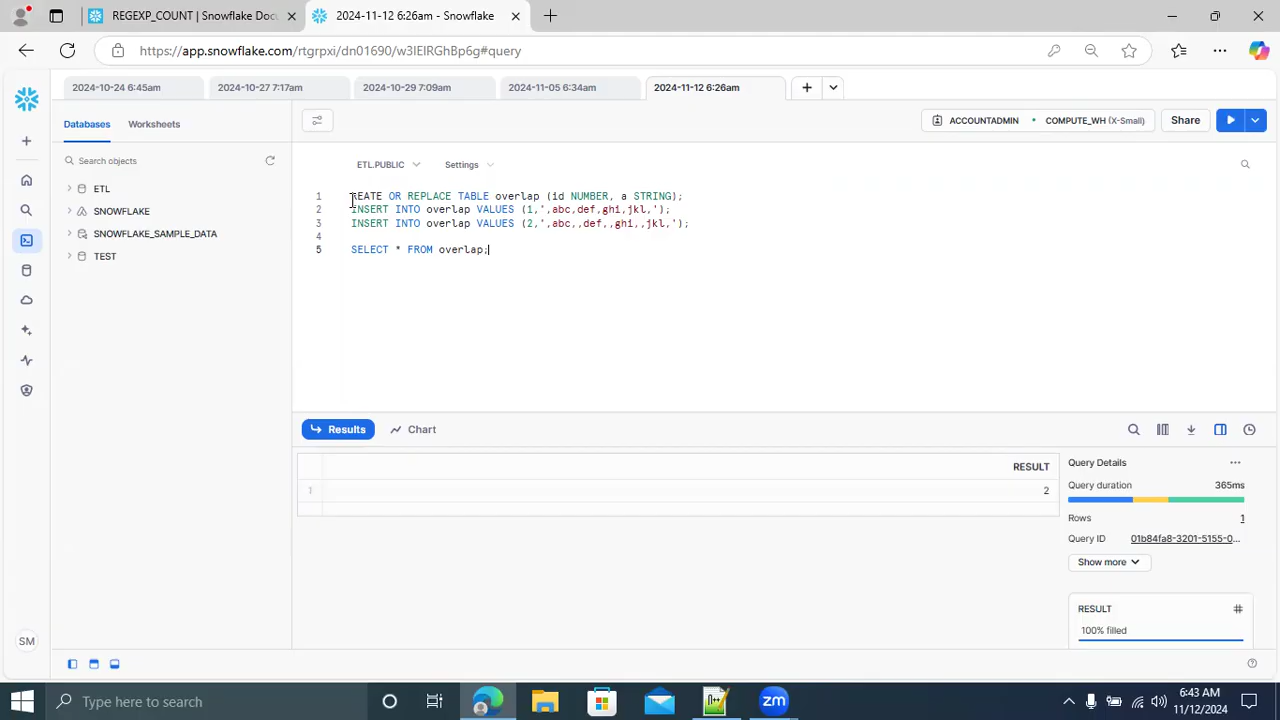 REGEXP_COUNT | Snowflake Docu
2024-11-12 6:26am - Snowflake
https://app.snowflake.com/rtgrpxi/dn01690/w3IEIRGhBp6g#query
2024-10-24 6:45am
2024-10-27 7:17am
2024-10-29 7:09am
2024-11-05 6:34am
2024-11-12 6:26am
Databases
Worksheets
ACCOUNTADMIN
COMPUTE_WH (X-Small)
Share
Search objects
ETL
SNOWFLAKE
SNOWFLAKE_SAMPLE_DATA
TEST
ETL.PUBLIC
Settings
1 REATE OR REPLACE TABLE overlap (id NUMBER, a STRING);
2 INSERT INTO overlap VALUES (1,',abc,def,ghi,jkl,');
3 INSERT INTO overlap VALUES (2,',abc,,def,,ghi,,jkl,');
4
5 SELECT * FROM overlap;
Results
Chart
RESULT
1 2
Query Details
Query duration 365ms
Rows 1
Query ID 01b84fa8-3201-5155-0...
Show more
RESULT
100% filled
SM
Type here to search
zm
6:43 AM
11/12/2024